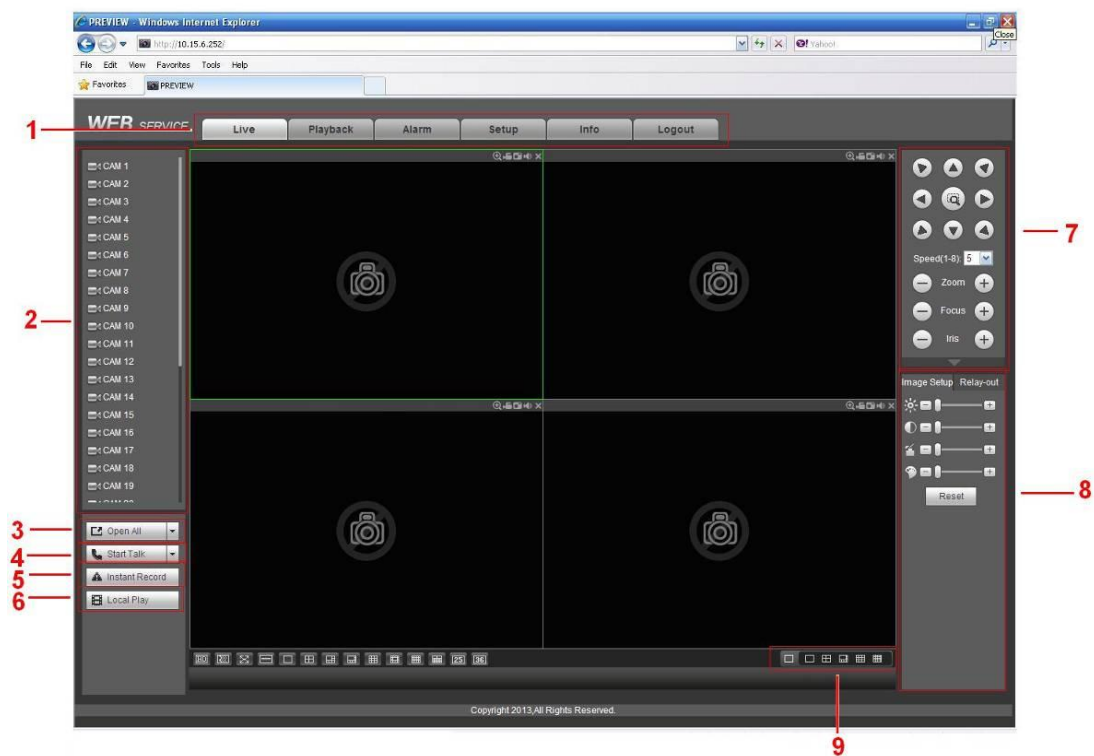 PREVIEW - Windows Internet Explorer
Close
http://10.15.6.252/
Yahoo!
File Edit View Favorites Tools Help
Favorites PREVIEW
WEB SERVICE
1 Live Playback Alarm Setup Info Logout
CAM 1
CAM 2
CAM 3
CAM 4
CAM 5
CAM 6
CAM 7
CAM 8
CAM 9
CAM 10
CAM 11
CAM 12
CAM 13
CAM 14
CAM 15
CAM 16
CAM 17
CAM 18
CAM 19
2
3 Open All
4 Start Talk
5 Instant Record
6 Local Play
7
Speed(1-8): 5
Zoom
Focus
Iris
Image Setup Relay-out
8
Reset
25 36
9
Copyright 2013,All Rights Reserved.